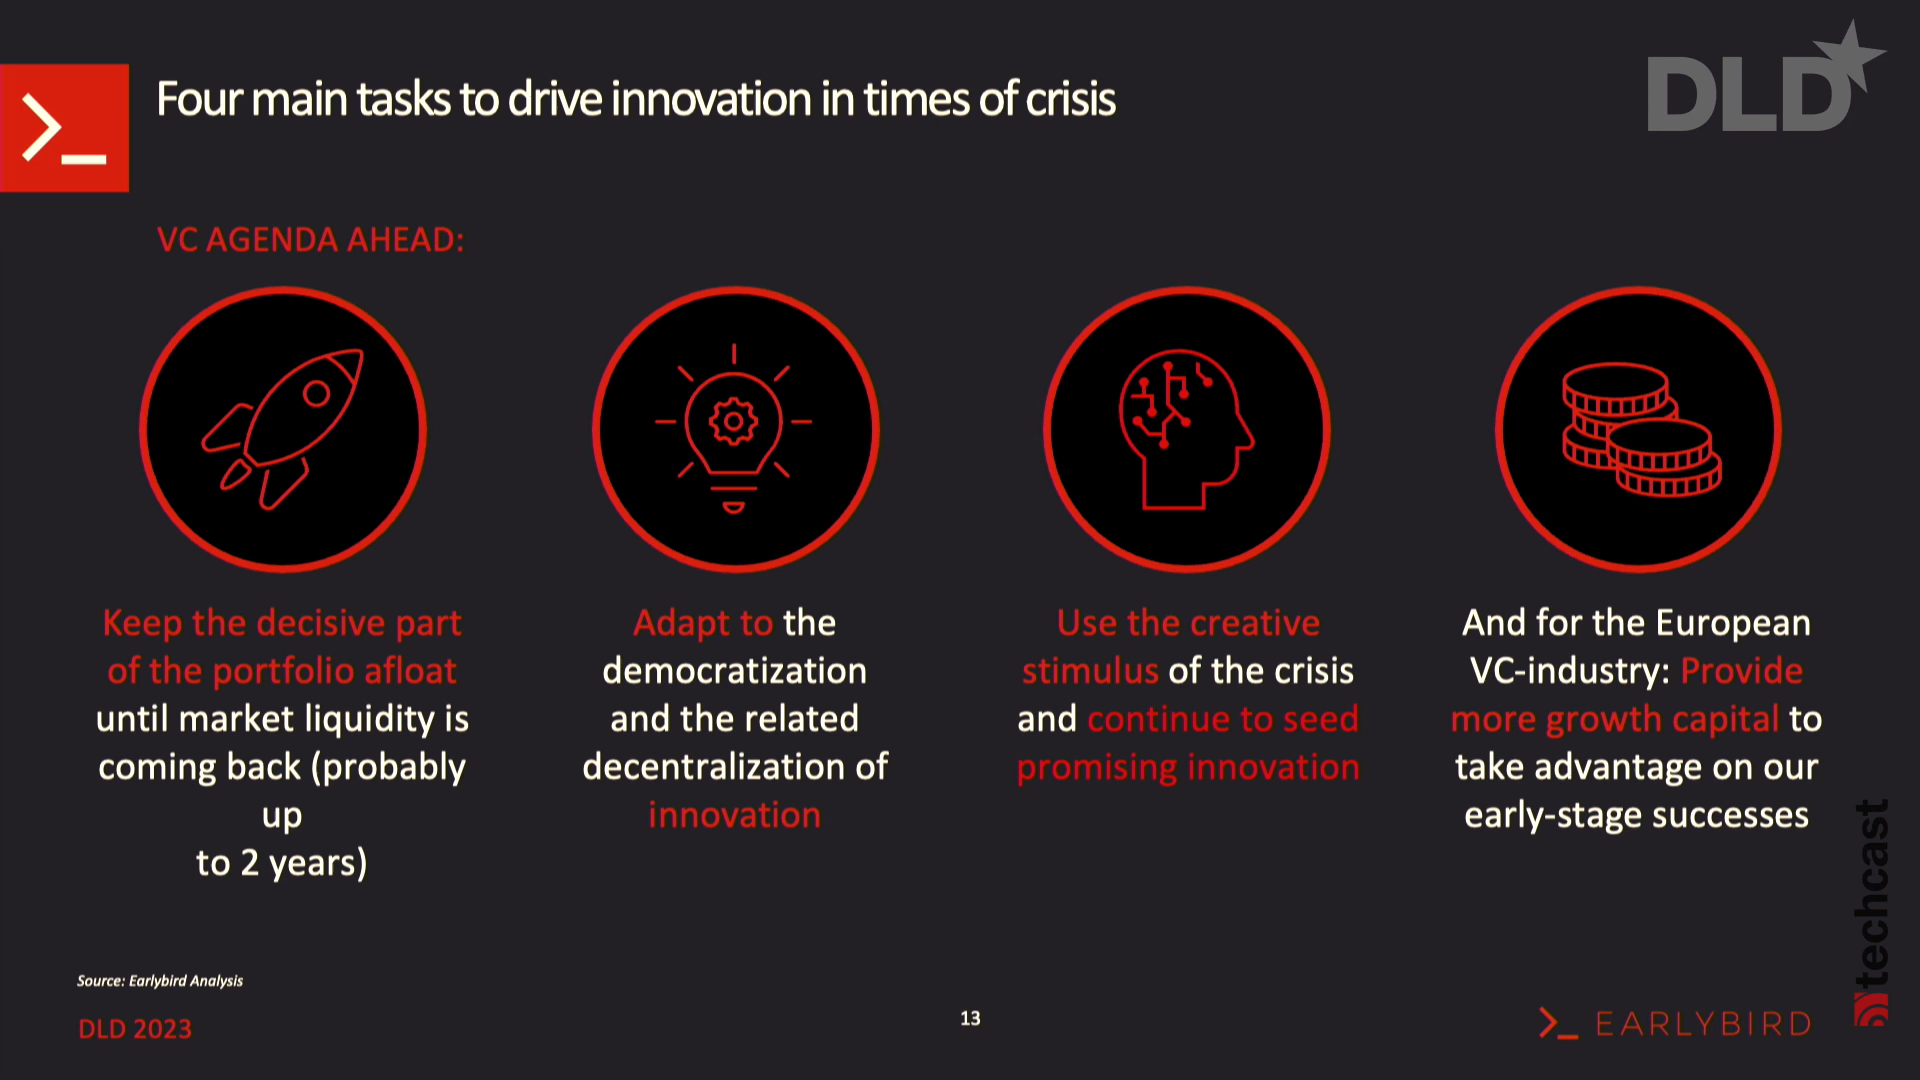 DLD
>_
Four main tasks to drive innovation in times of crisis
VC AGENDA AHEAD:
Keep the decisive part
of the portfolio afloat
until market liquidity is
coming back (probably
up
to 2 years)
Adapt to the
democratization
and the related
decentralization of
innovation
Use the creative
stimulus of the crisis
and continue to seed
promising innovation
And for the European
VC-industry: Provide
more growth capital to
take advantage on our
early-stage successes
Source: Earlybird Analysis
DLD 2023
13
>_ EARLYBIRD
techcast